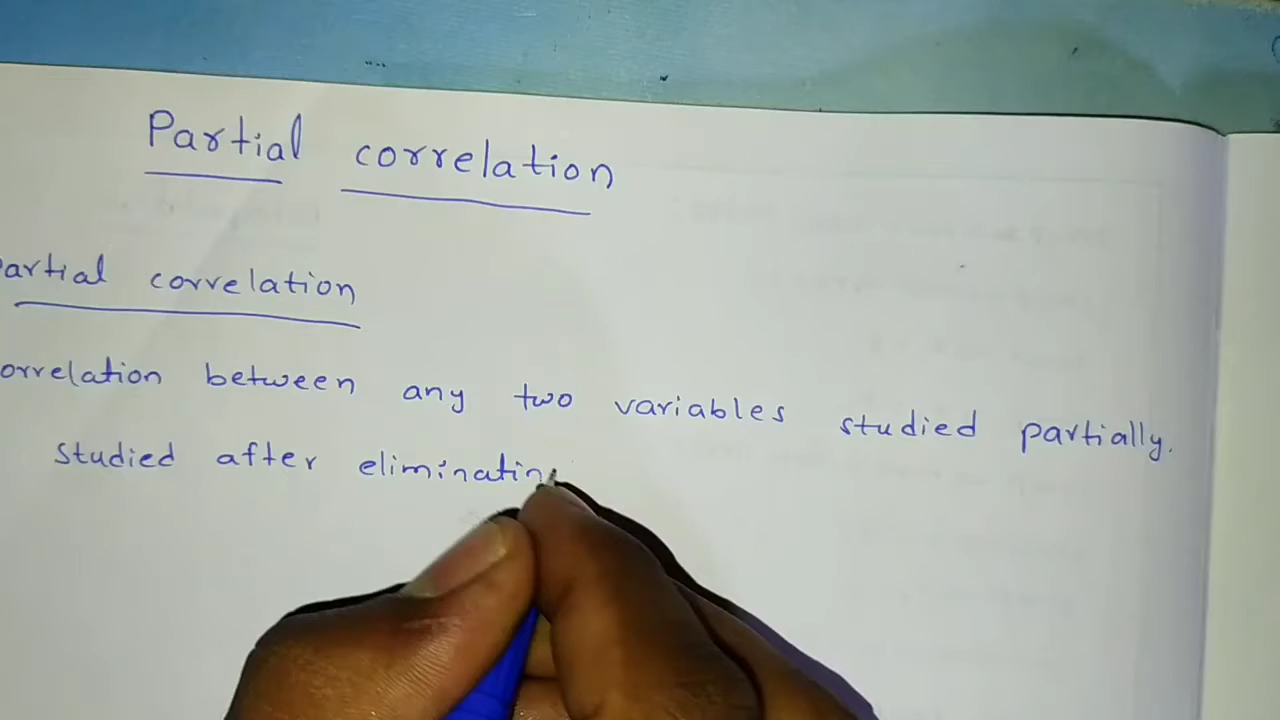 Partial correlation
artial correlation
orrelation between any two variables studied partially.
studied after eliminatin